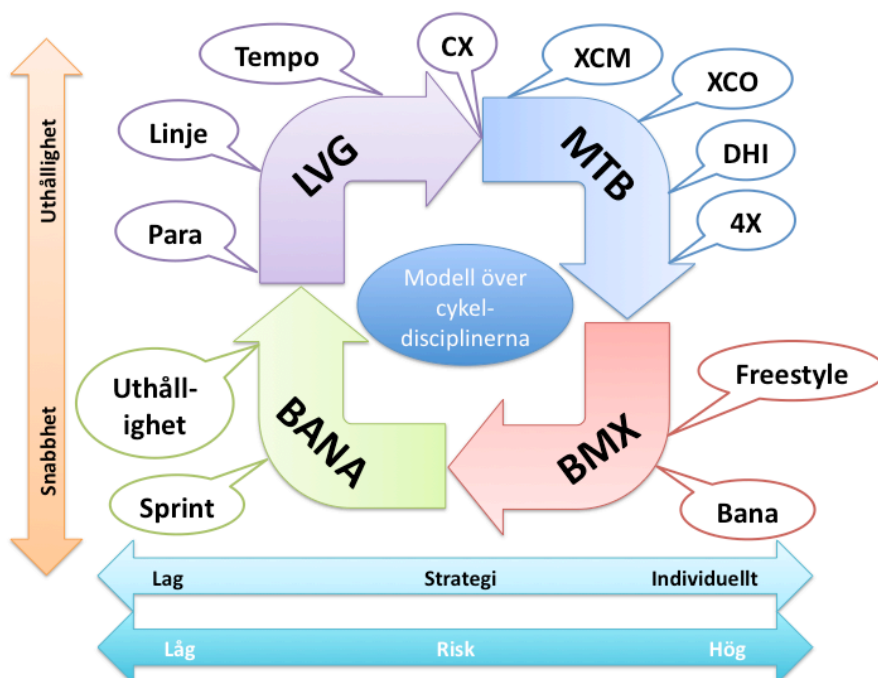 CX
XCM
Tempo
XCO
Linje
LVG
MTB
DHI
Uthållighet
Para
4X
Modell över
cykel-
disciplinerna
Uthåll-
ighet
Freestyle
BANA
BMX
Snabbhet
Sprint
Bana
Lag Strategi Individuellt
Låg Risk Hög